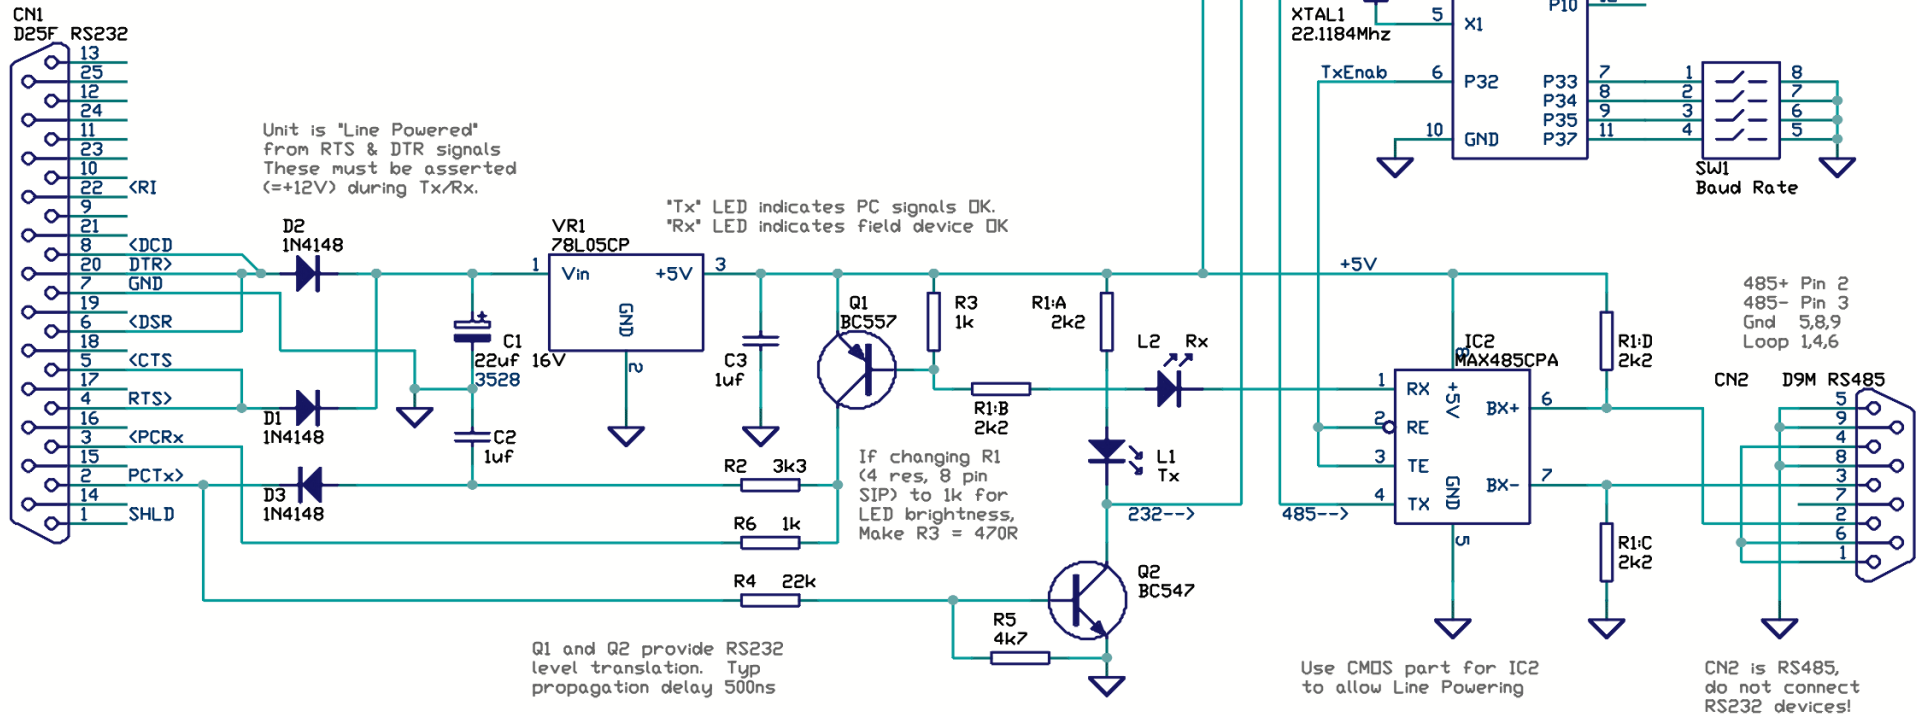 CN1
D25F RS232
13
25
12
24
11
23
10
22 <RI
9
21
8 <DCD
20 DTR>
7 GND
19
6 <DSR
18
5 <CTS
17
4 RTS>
16
3 <PCRx
15
2 PCTx>
14
1 SHLD
Unit is "Line Powered"
from RTS & DTR signals
These must be asserted
(=+12V) during Tx/Rx.
D2
1N4148
D1
1N4148
D3
1N4148
C1
22uf 16V
3528
C2
1uf
VR1
78L05CP
1 Vin +5V 3
GND
2
"Tx" LED indicates PC signals OK.
"Rx" LED indicates field device OK
C3
1uf
Q1
BC557
R3
1k
R1:A
2k2
R1:B
2k2
L2 Rx
L1
Tx
R2 3k3
R6 1k
R4 22k
R5
4k7
If changing R1
(4 res, 8 pin
SIP) to 1k for
LED brightness,
Make R3 = 470R
232-->
485-->
Q2
BC547
Q1 and Q2 provide RS232
level translation. Typ
propagation delay 500ns
XTAL1
22.1184Mhz
5 X1
P10
TxEnab 6 P32
10 GND
P33 7
P34 8
P35 9
P37 11
1 8
2 7
3 6
4 5
SW1
Baud Rate
+5V
IC2
MAX485CPA
8
+5V
1 RX
2 RE
3 TE
4 TX
GND
5
BX+ 6
BX- 7
R1:D
2k2
R1:C
2k2
485+ Pin 2
485- Pin 3
Gnd 5,8,9
Loop 1,4,6
CN2 D9M RS485
5
9
4
8
3
7
2
6
1
Use CMOS part for IC2
to allow Line Powering
CN2 is RS485,
do not connect
RS232 devices!